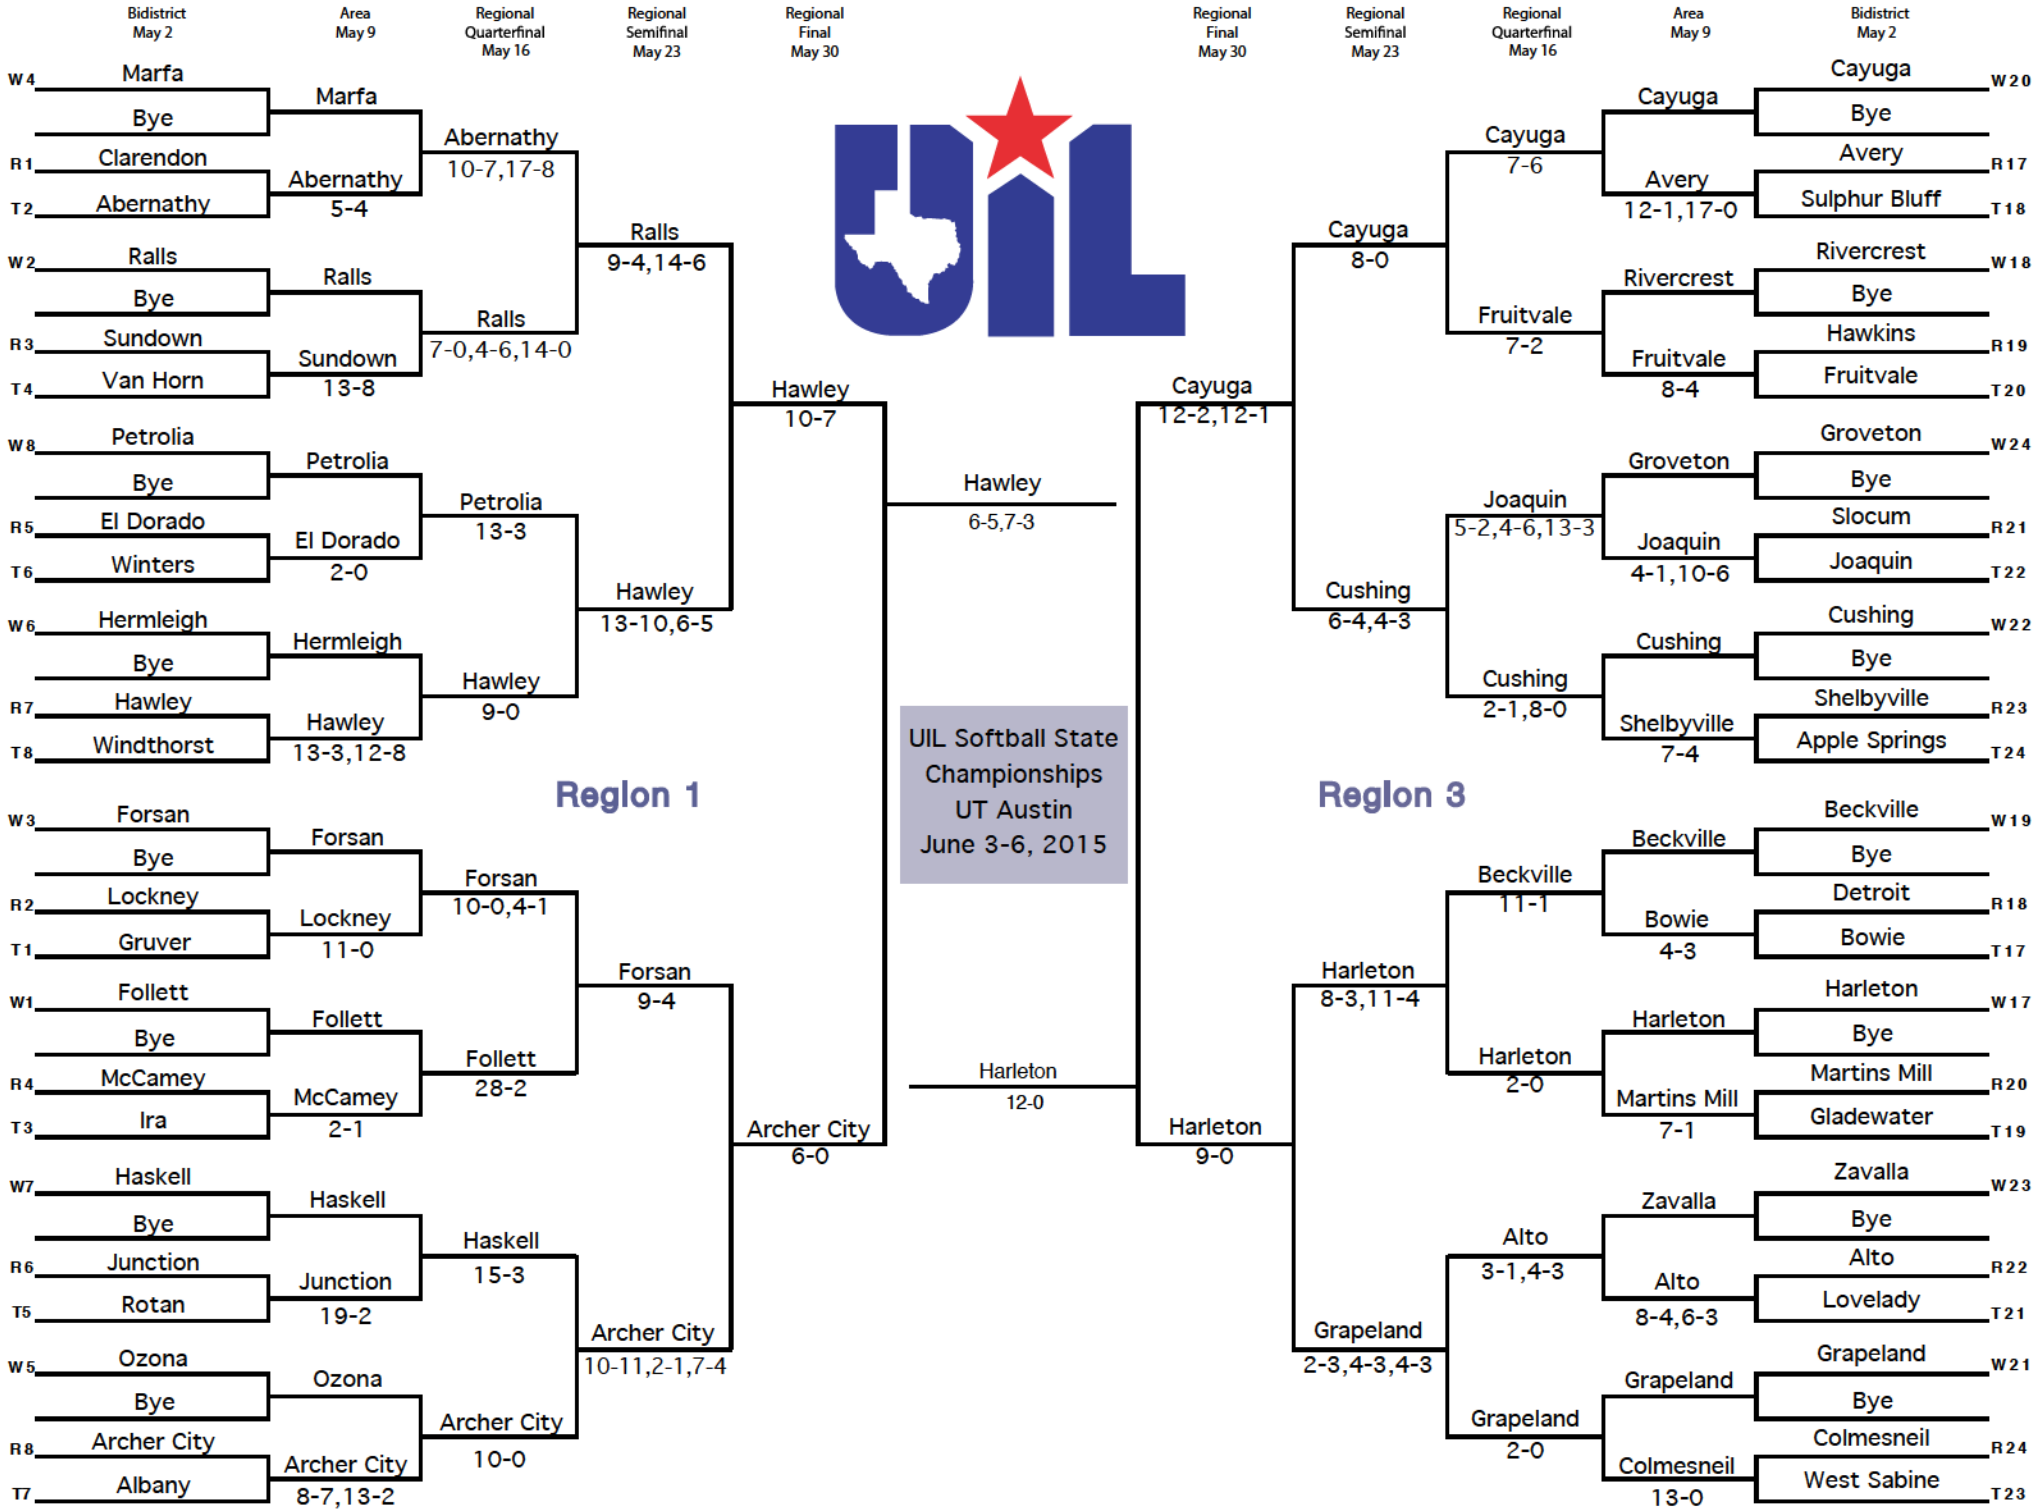 Bidistrict
May 2
Area
May 9
Regional
Quarterfinal
May 16
Regional
Semifinal
May 23
Regional
Final
May 30
Regional
Final
May 30
Regional
Semifinal
May 23
Regional
Quarterfinal
May 16
Area
May 9
Bidistrict
May 2
W4
Marfa
Bye
R1
Clarendon
T2
Abernathy
W2
Ralls
Bye
R3
Sundown
T4
Van Horn
W8
Petrolia
Bye
R5
El Dorado
T6
Winters
W6
Hermleigh
Bye
R7
Hawley
T8
Windthorst
W3
Forsan
Bye
R2
Lockney
T1
Gruver
W1
Follett
Bye
R4
McCamey
T3
Ira
W7
Haskell
Bye
R6
Junction
T5
Rotan
W5
Ozona
Bye
R8
Archer City
T7
Albany
Marfa
Abernathy
5-4
Ralls
Sundown
13-8
Petrolia
El Dorado
2-0
Hermleigh
Hawley
13-3,12-8
Forsan
Lockney
11-0
Follett
McCamey
2-1
Haskell
Junction
19-2
Ozona
Archer City
8-7,13-2
Abernathy
10-7,17-8
Ralls
7-0,4-6,14-0
Petrolia
13-3
Hawley
9-0
Forsan
10-0,4-1
Follett
28-2
Haskell
15-3
Archer City
10-0
Ralls
9-4,14-6
Hawley
13-10,6-5
Region 1
Forsan
9-4
Archer City
10-11,2-1,7-4
Hawley
10-7
Archer City
6-0
UIL
Hawley
6-5,7-3
UIL Softball State
Championships
UT Austin
June 3-6, 2015
Harleton
12-0
Cayuga
12-2,12-1
Harleton
9-0
Cayuga
8-0
Cushing
6-4,4-3
Region 3
Harleton
8-3,11-4
Grapeland
2-3,4-3,4-3
Cayuga
7-6
Fruitvale
7-2
Joaquin
5-2,4-6,13-3
Cushing
2-1,8-0
Beckville
11-1
Harleton
2-0
Alto
3-1,4-3
Grapeland
2-0
Cayuga
Avery
12-1,17-0
Rivercrest
Fruitvale
8-4
Groveton
Joaquin
4-1,10-6
Cushing
Shelbyville
7-4
Beckville
Bowie
4-3
Harleton
Martins Mill
7-1
Zavalla
Alto
8-4,6-3
Grapeland
Colmesneil
13-0
Cayuga
W20
Bye
Avery
R17
Sulphur Bluff
T18
Rivercrest
W18
Bye
Hawkins
R19
Fruitvale
T20
Groveton
W24
Bye
Slocum
R21
Joaquin
T22
Cushing
W22
Bye
Shelbyville
R23
Apple Springs
T24
Beckville
W19
Bye
Detroit
R18
Bowie
T17
Harleton
W17
Bye
Martins Mill
R20
Gladewater
T19
Zavalla
W23
Bye
Alto
R22
Lovelady
T21
Grapeland
W21
Bye
Colmesneil
R24
West Sabine
T23